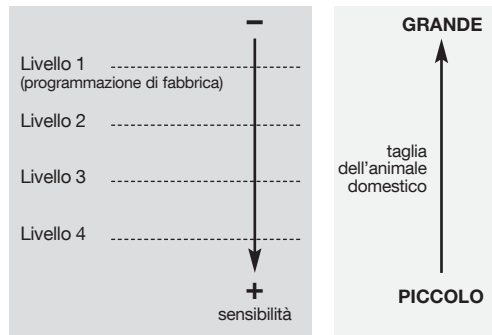 –
Livello 1
(programmazione di fabbrica)
Livello 2
Livello 3
Livello 4
+
sensibilità
GRANDE
taglia
dell'animale
domestico
PICCOLO